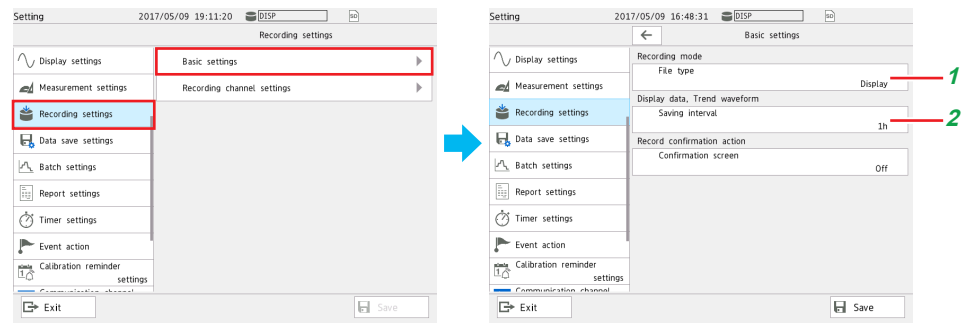 Setting 2017/05/09 19:11:20 DISP SD
Recording settings
Display settings
Measurement settings
Recording settings
Data save settings
Batch settings
Report settings
Timer settings
Event action
Calibration reminder
settings
Communication channel
Basic settings
Recording channel settings
Exit
Save
Setting 2017/05/09 16:48:31 DISP SD
Basic settings
Display settings
Measurement settings
Recording settings
Data save settings
Batch settings
Report settings
Timer settings
Event action
Calibration reminder
settings
Communication channel
Recording mode
File type
Display
1
Display data, Trend waveform
Saving interval
1h
2
Record confirmation action
Confirmation screen
Off
Exit
Save